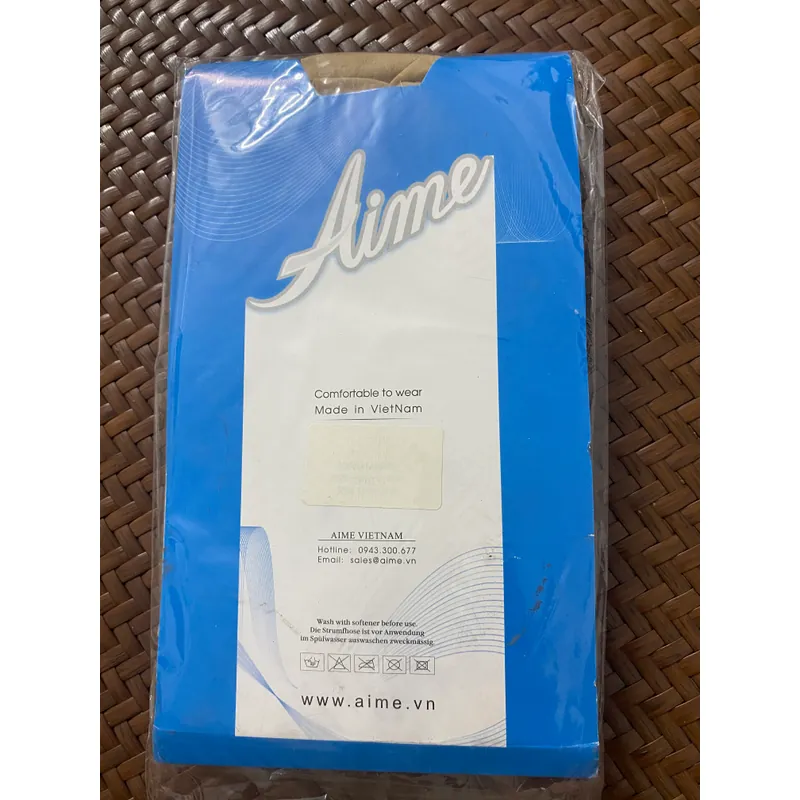 Aime
Comfortable to wear
Made in VietNam
AIME VIETNAM
Hotline: 0943.300.677
Email: sales@aime.vn
Wash with softener before use.
Die Strumfhose ist vor Anwendung
im Spülwasser auswaschen zweckmässig.
www.aime.vn